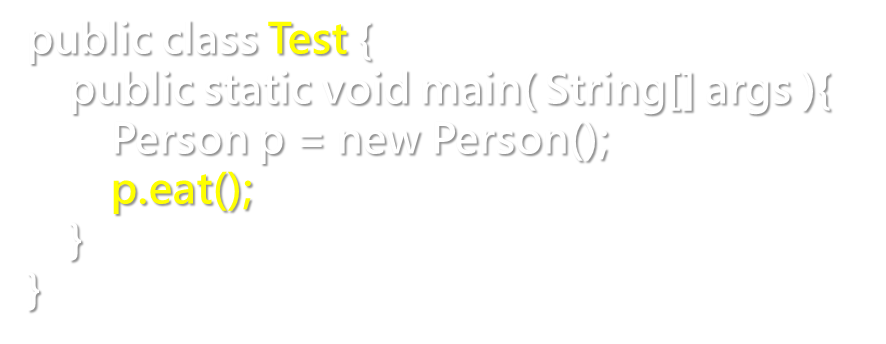 public class Test {
public static void main( String[] args ){
Person p = new Person();
p.eat();
}
}